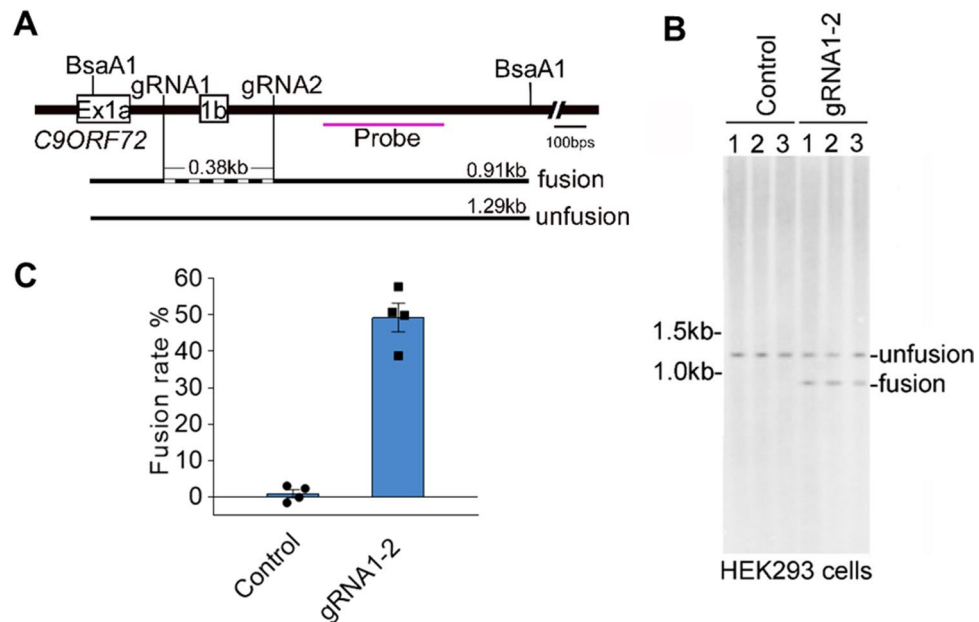 A
BsaA1
gRNA1
gRNA2
BsaA1
Ex1a
1b
C9ORF72
Probe
100bps
0.38kb
0.91kb
fusion
1.29kb
unfusion
B
Control
gRNA1-2
1 2 3 1 2 3
1.5kb-
-unfusion
1.0kb-
-fusion
HEK293 cells
C
Fusion rate %
60
50
40
30
20
10
0
Control
gRNA1-2